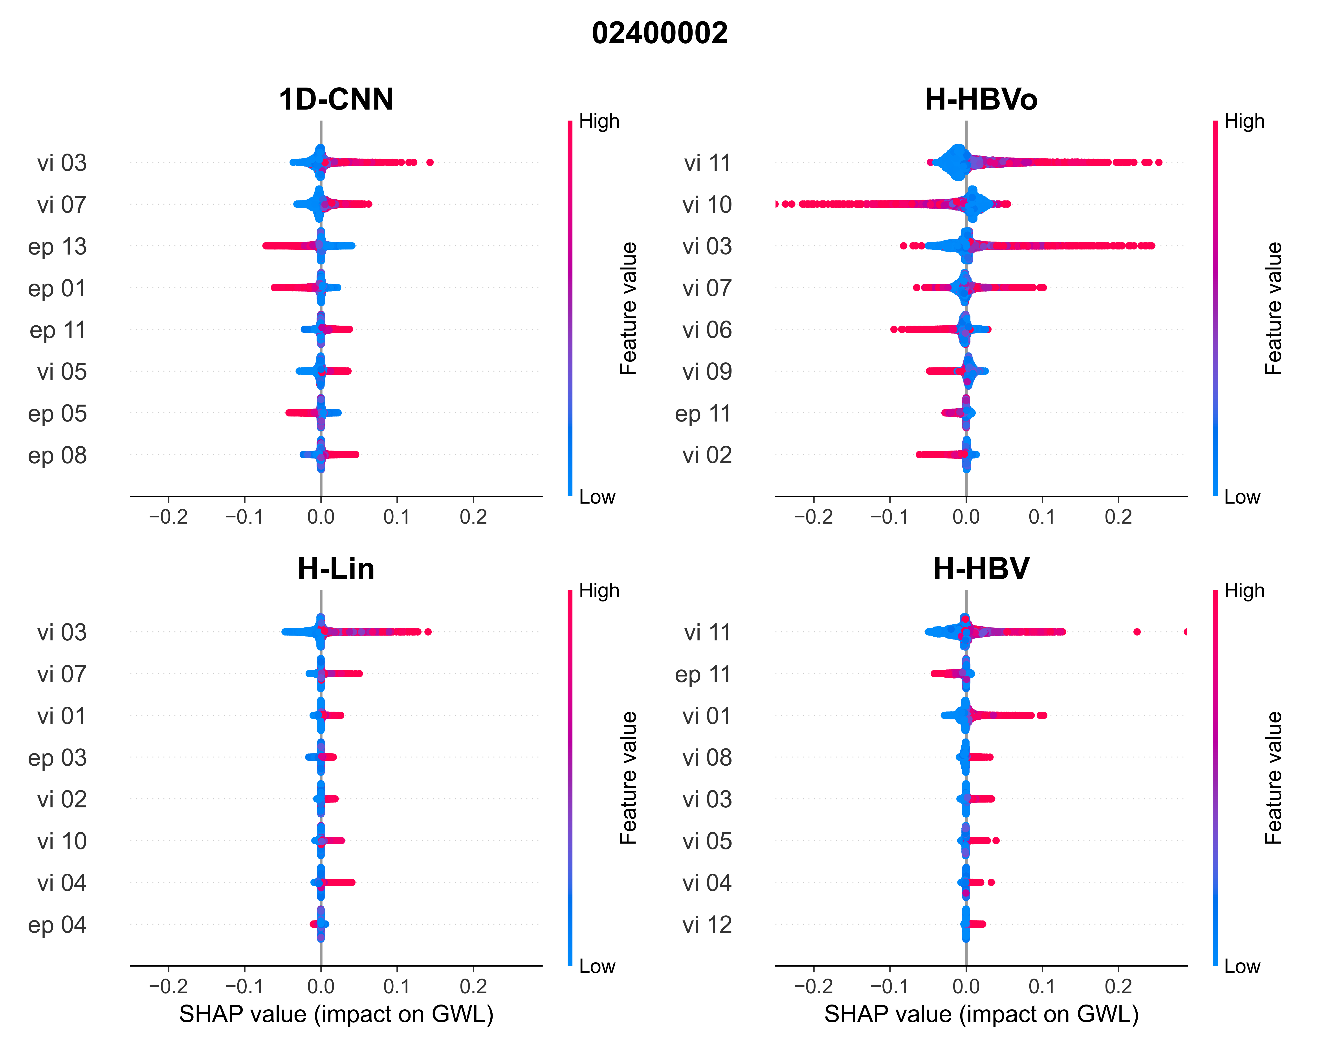 02400002
1D-CNN
High
vi 03
vi 07
ep 13
ep 01
ep 11
vi 05
ep 05
ep 08
Feature value
Low
−0.2 −0.1 0.0 0.1 0.2
H-HBVo
High
vi 11
vi 10
vi 03
vi 07
vi 06
vi 09
ep 11
vi 02
Feature value
Low
−0.2 −0.1 0.0 0.1 0.2
H-Lin
High
vi 03
vi 07
vi 01
ep 03
vi 02
vi 10
vi 04
ep 04
Feature value
Low
−0.2 −0.1 0.0 0.1 0.2
SHAP value (impact on GWL)
H-HBV
High
vi 11
ep 11
vi 01
vi 08
vi 03
vi 05
vi 04
vi 12
Feature value
Low
−0.2 −0.1 0.0 0.1 0.2
SHAP value (impact on GWL)